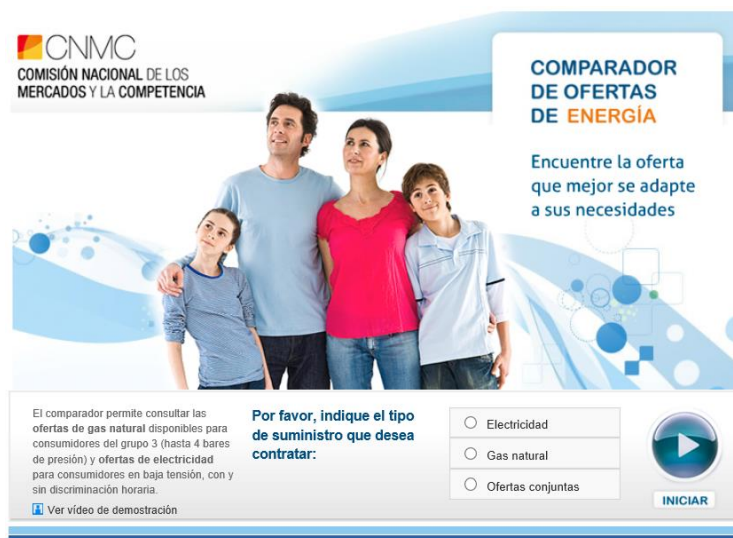 CNMC
COMISIÓN NACIONAL DE LOS
MERCADOS Y LA COMPETENCIA
COMPARADOR
DE OFERTAS
DE ENERGÍA
Encuentre la oferta
que mejor se adapte
a sus necesidades
El comparador permite consultar las
ofertas de gas natural disponibles para
consumidores del grupo 3 (hasta 4 bares
de presión) y ofertas de electricidad
para consumidores en baja tensión, con y
sin discriminación horaria.
Ver vídeo de demostración
Por favor, indique el tipo
de suministro que desea
contratar:
Electricidad
Gas natural
Ofertas conjuntas
INICIAR